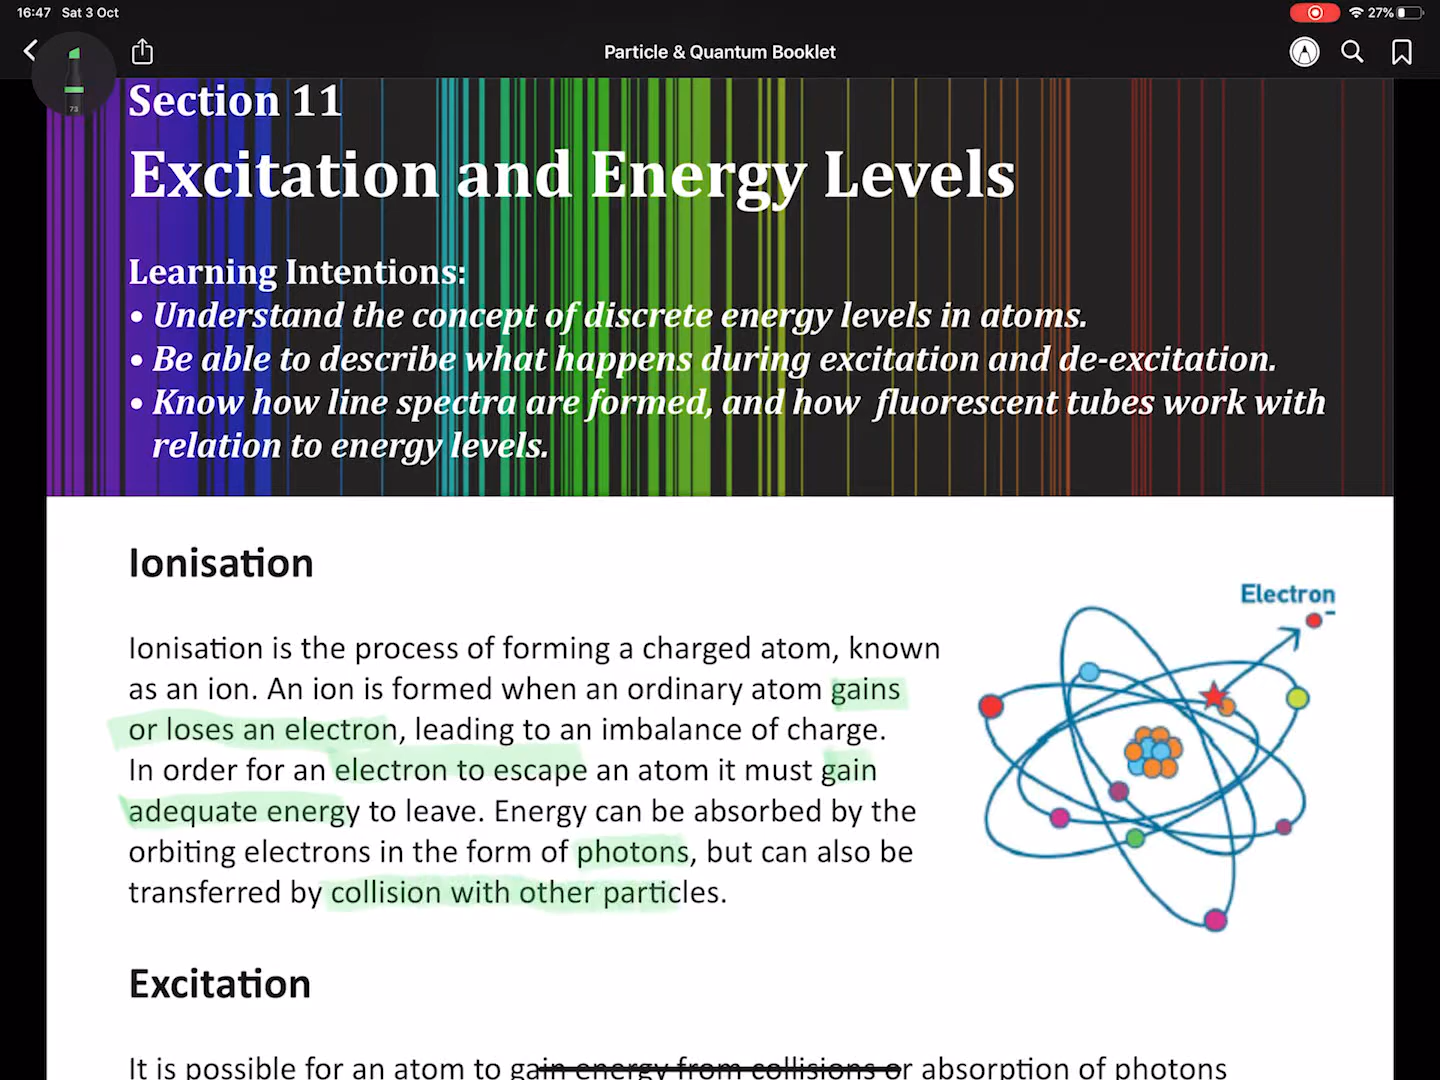 16:47 Sat 3 Oct
27%
Particle & Quantum Booklet
73
Section 11
Excitation and Energy Levels
Learning Intentions:
• Understand the concept of discrete energy levels in atoms.
• Be able to describe what happens during excitation and de-excitation.
• Know how line spectra are formed, and how fluorescent tubes work with
relation to energy levels.
Ionisation
Electron
-
Ionisation is the process of forming a charged atom, known
as an ion. An ion is formed when an ordinary atom gains
or loses an electron, leading to an imbalance of charge.
In order for an electron to escape an atom it must gain
adequate energy to leave. Energy can be absorbed by the
orbiting electrons in the form of photons, but can also be
transferred by collision with other particles.
Excitation
It is possible for an atom to gain energy from collisions or absorption of photons